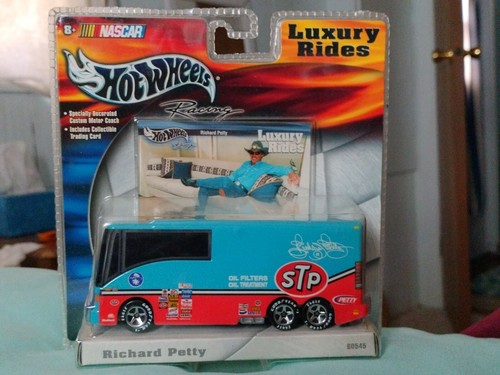 8+
NASCAR
Luxury
Rides
Hot Wheels
Racing
• Specially Decorated
Custom Motor Coach
• Includes Collectible
Trading Card
Hot Wheels
Richard Petty
Luxury
Rides
OIL FILTERS
OIL TREATMENT
STP
PETTY
Richard Petty